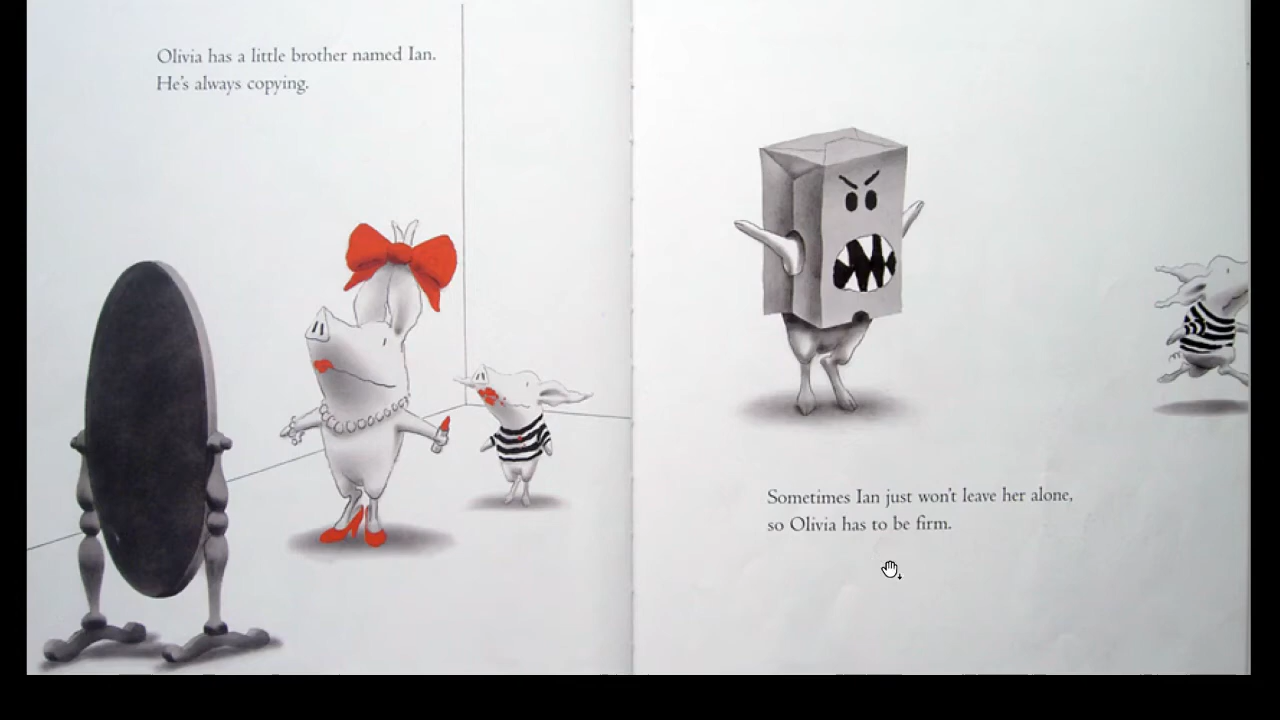 Olivia has a little brother named Ian.
He's always copying.
Sometimes Ian just won't leave her alone,
so Olivia has to be firm.